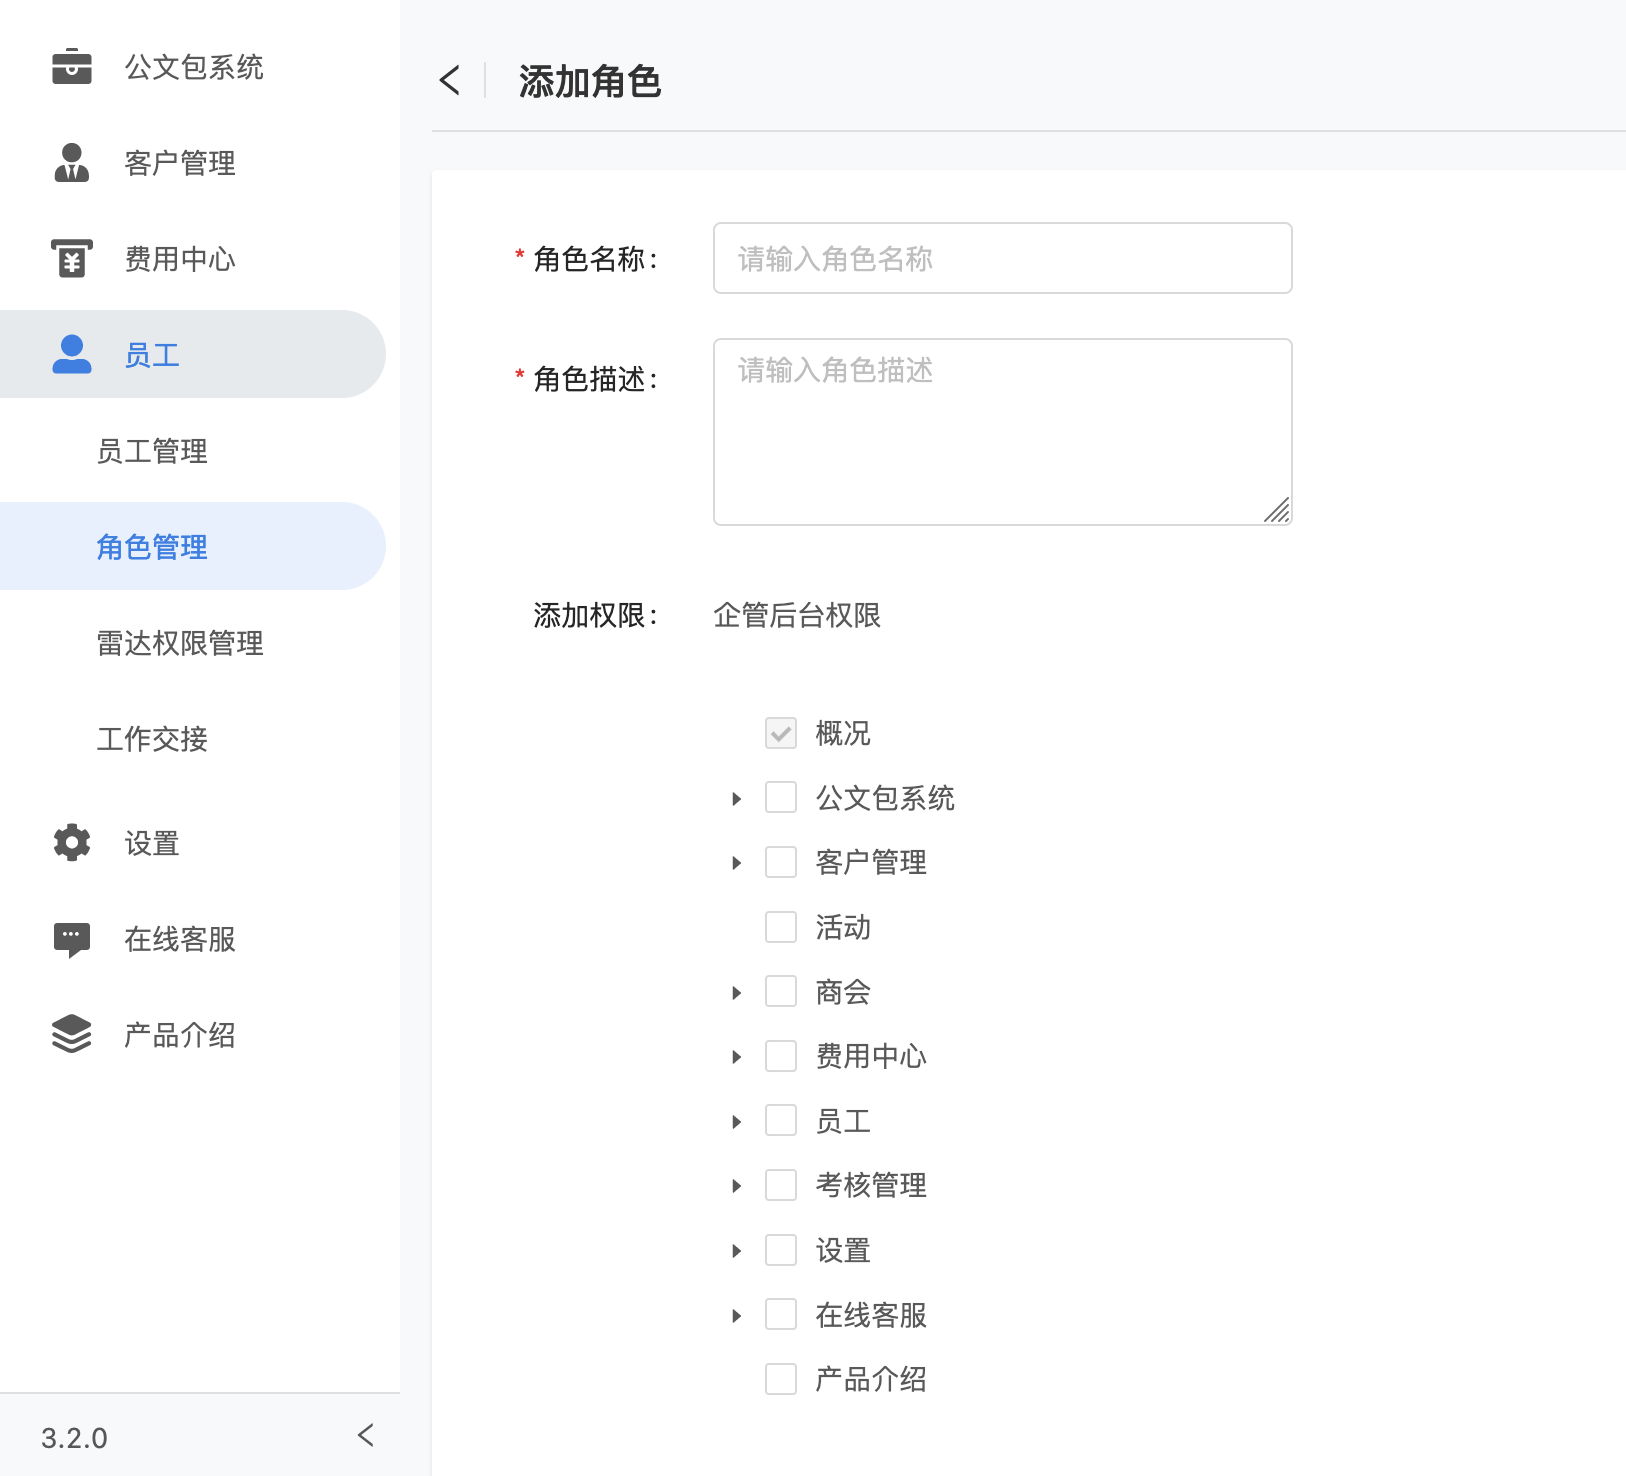 公文包系统
客户管理
费用中心
员工
员工管理
角色管理
雷达权限管理
工作交接
设置
在线客服
产品介绍
3.2.0
添加角色
* 角色名称: 请输入角色名称
* 角色描述: 请输入角色描述
添加权限: 企管后台权限
概况
公文包系统
客户管理
活动
商会
费用中心
员工
考核管理
设置
在线客服
产品介绍